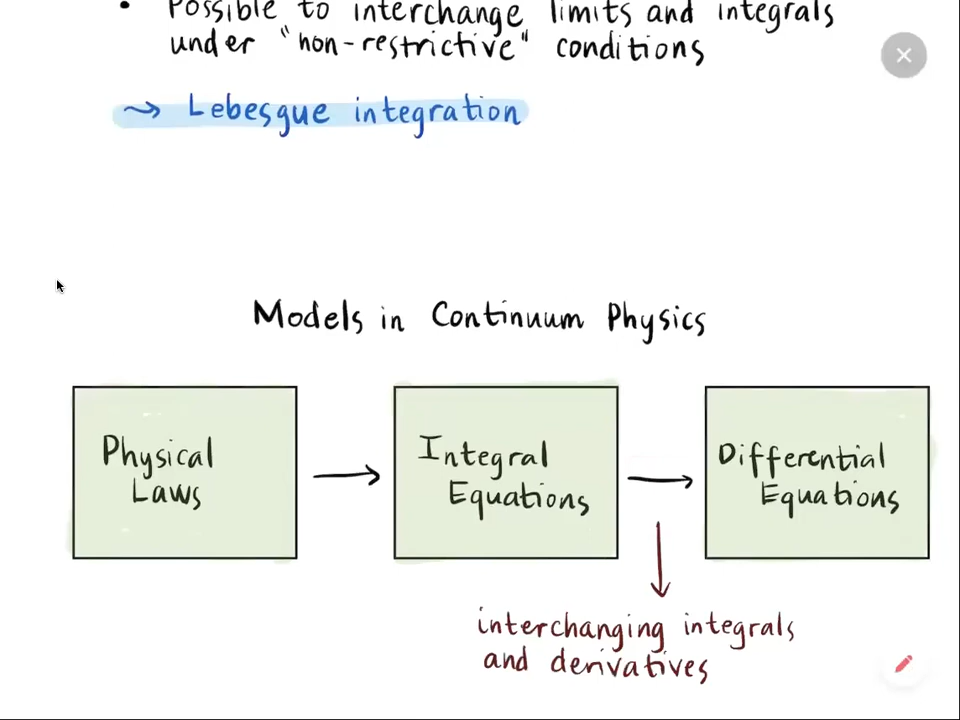 • Possible to interchange limits and integrals
under "non-restrictive" conditions
⤳ Lebesgue integration
Models in Continuum Physics
Physical
Laws
Integral
Equations
Differential
Equations
interchanging integrals
and derivatives